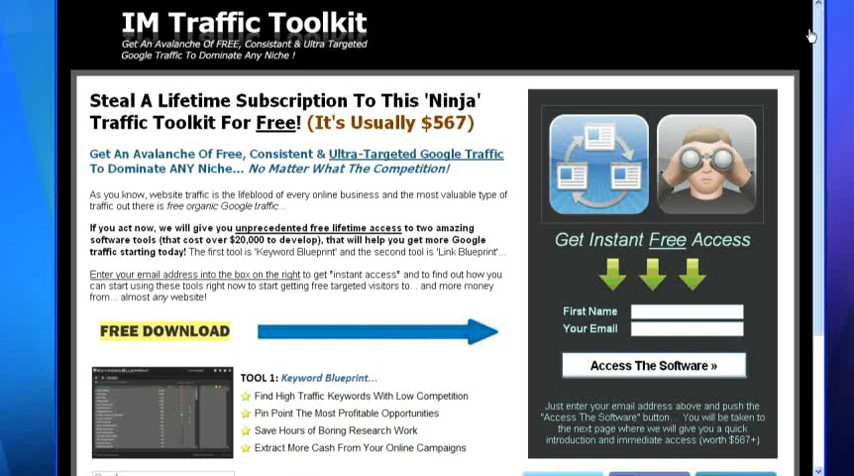 IM Traffic Toolkit
Get An Avalanche Of FREE, Consistant & Ultra Targeted
Google Traffic To Dominate Any Niche !
Steal A Lifetime Subscription To This 'Ninja'
Traffic Toolkit For Free! (It's Usually $567)
Get An Avalanche Of Free, Consistent & Ultra-Targeted Google Traffic
To Dominate ANY Niche... No Matter What The Competition!
As you know, website traffic is the lifeblood of every online business and the most valuable type of
traffic out there is free organic Google traffic...
If you act now, we will give you unprecedented free lifetime access to two amazing
software tools (that cost over $20,000 to develop), that will help you get more Google
traffic starting today! The first tool is 'Keyword Blueprint' and the second tool is 'Link Blueprint'...
Enter your email address into the box on the right to get *instant access* and to find out how you
can start using these tools right now to start getting free targeted visitors to... and more money
from... almost any website!
FREE DOWNLOAD
KEYWORDBLUEPRINT
TOOL 1: Keyword Blueprint...
Find High Traffic Keywords With Low Competition
Pin Point The Most Profitable Opportunities
Save Hours of Boring Research Work
Extract More Cash From Your Online Campaigns
Get Instant Free Access
First Name
Your Email
Access The Software »
Just enter your email address above and push the
"Access The Software" button... You will be taken to
the next page where we will give you a quick
introduction and immediate access (worth $567+)